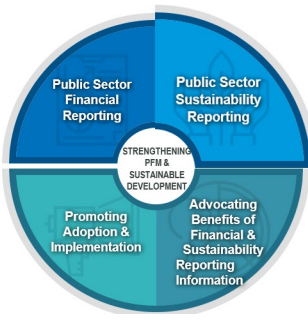 Public Sector
Financial
Reporting
Public Sector
Sustainability
Reporting
STRENGTHENING
PFM &
SUSTAINABLE
DEVELOPMENT
Promoting
Adoption &
Implementation
Advocating
Benefits of
Financial &
Sustainability
Reporting
Information